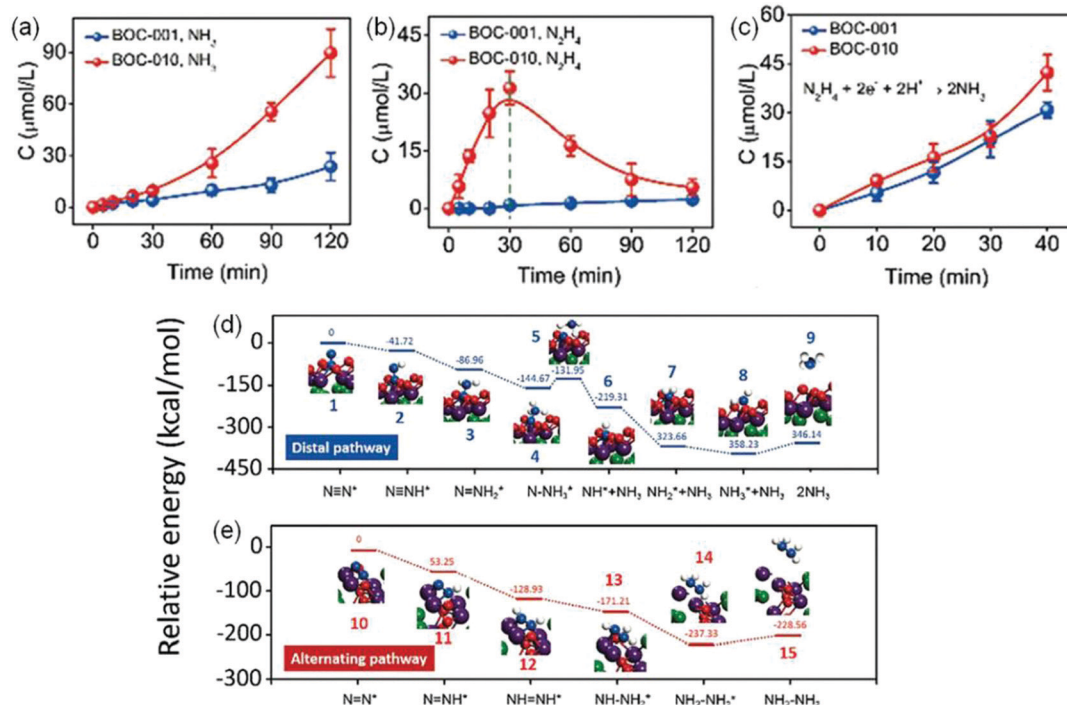 (a)
BOC-001, NH3
BOC-010, NH3
C (μmol/L)
90
60
30
0
0 30 60 90 120
Time (min)
(b)
BOC-001, N2H4
BOC-010, N2H4
C (μmol/L)
45
30
15
0
0 30 60 90 120
Time (min)
(c)
BOC-001
BOC-010
N2H4 + 2e- + 2H+ → 2NH3
C (μmol/L)
60
45
30
15
0
0 10 20 30 40
Time (min)
Relative energy (kcal/mol)
(d)
0
-150
-300
-450
0
-41.72
-86.96
-144.67
-131.95
-219.31
323.66
358.23
346.14
1
2
3
4
5
6
7
8
9
Distal pathway
N≡N*
N≡NH*
N=NH2*
N-NH3*
NH*+NH3
NH2*+NH3
NH3*+NH3
2NH3
(e)
0
-100
-200
-300
0
53.25
-128.93
-171.21
-237.33
-228.56
10
11
12
13
14
15
Alternating pathway
N=N*
N=NH*
NH=NH*
NH-NH2*
NH2-NH2*
NH2-NH2